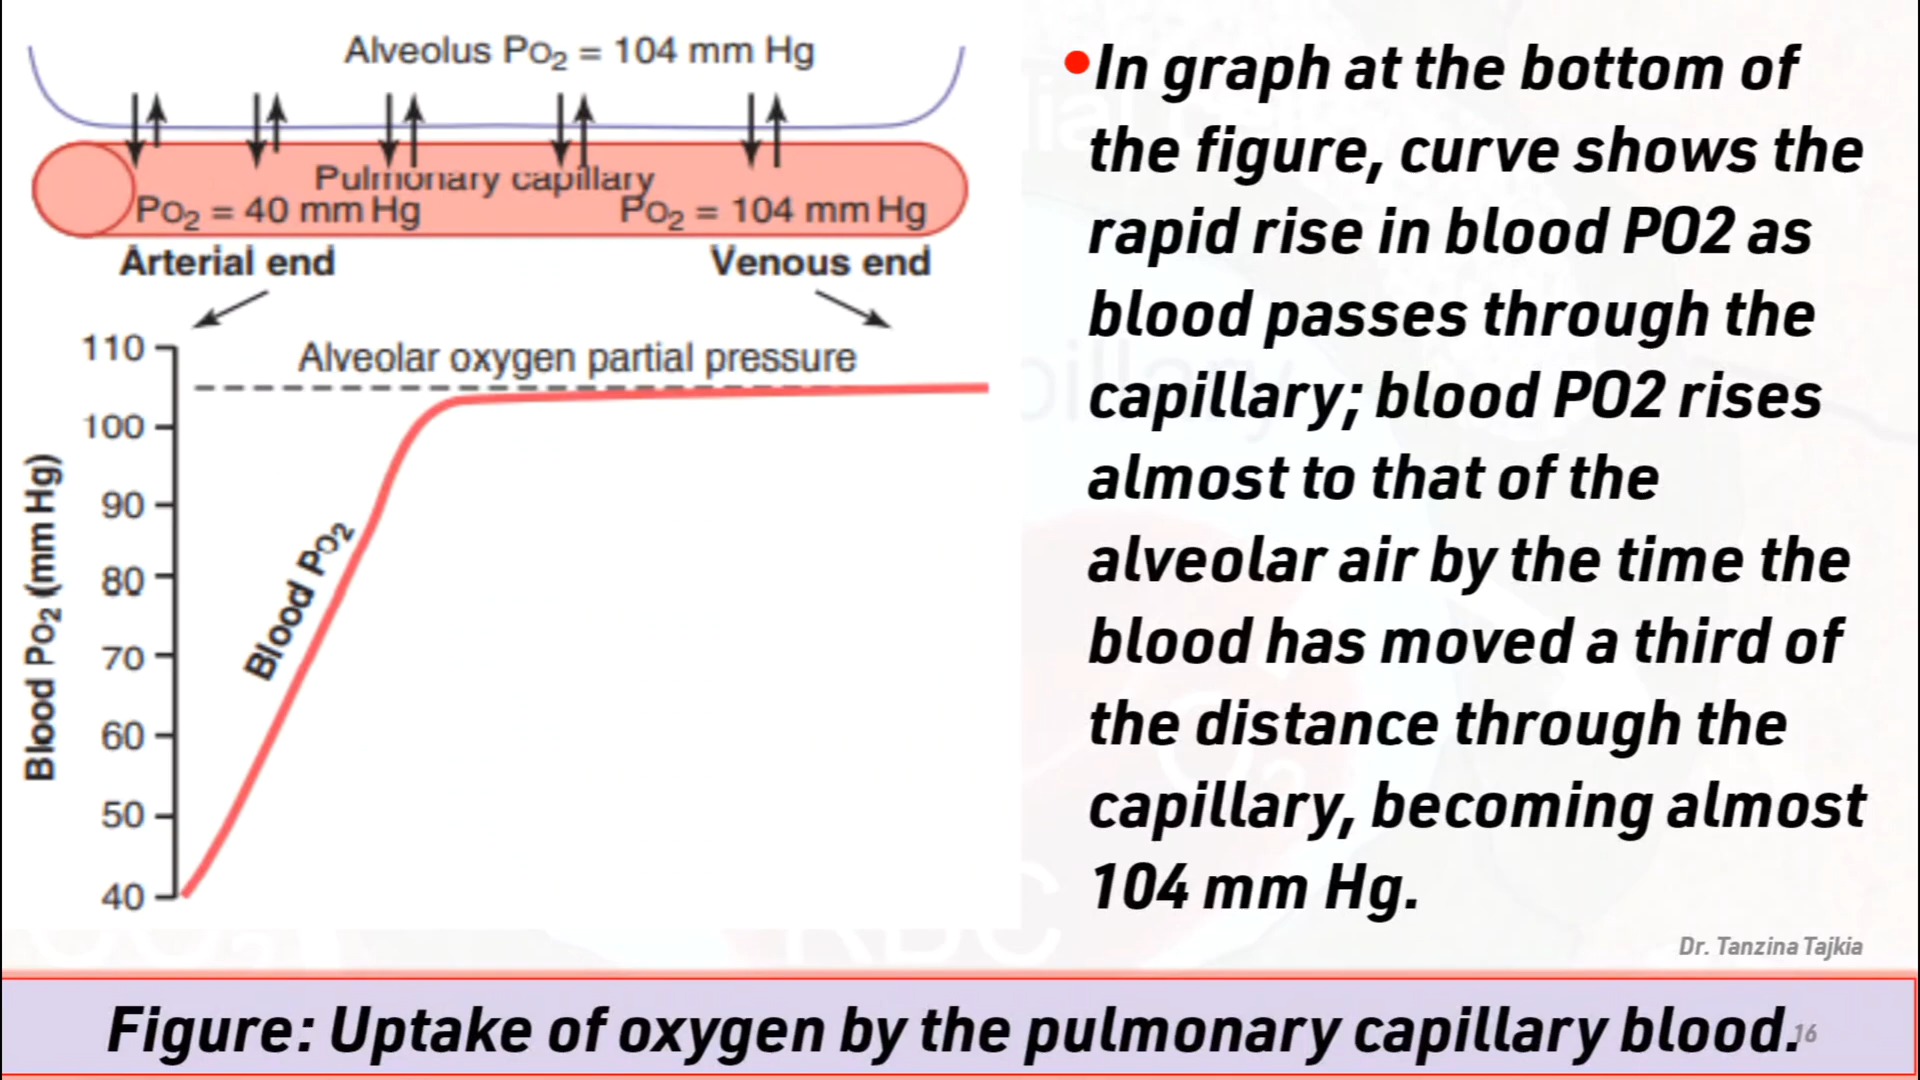 Alveolus PO₂ = 104 mm Hg
Pulmonary capillary
PO₂ = 40 mm Hg
PO₂ = 104 mm Hg
Arterial end
Venous end
110
Alveolar oxygen partial pressure
100
90
80
70
60
50
40
Blood PO₂ (mm Hg)
Blood PO₂
•In graph at the bottom of
the figure, curve shows the
rapid rise in blood PO2 as
blood passes through the
capillary; blood PO2 rises
almost to that of the
alveolar air by the time the
blood has moved a third of
the distance through the
capillary, becoming almost
104 mm Hg.
Dr. Tanzina Tajkia
Figure: Uptake of oxygen by the pulmonary capillary blood.
16